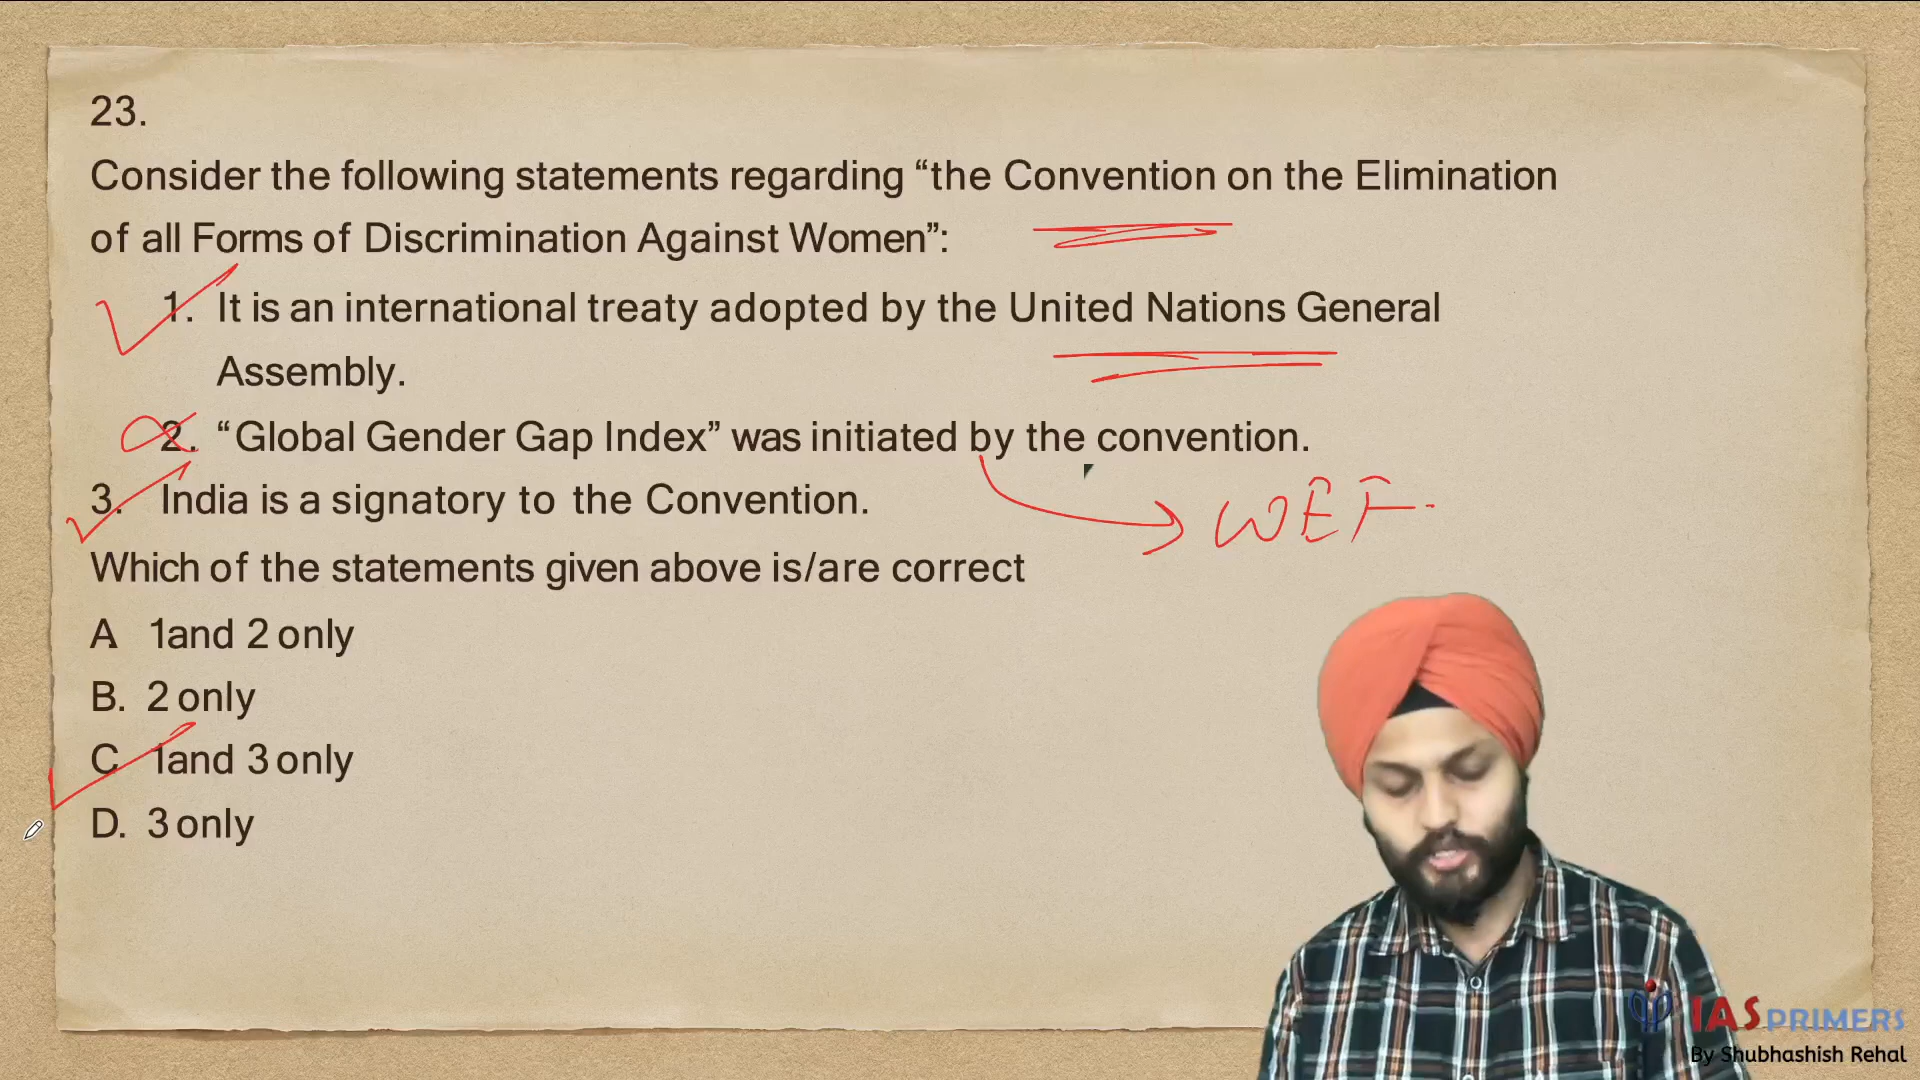 23.
Consider the following statements regarding “the Convention on the Elimination
of all Forms of Discrimination Against Women”:
1. It is an international treaty adopted by the United Nations General
Assembly.
2. “Global Gender Gap Index” was initiated by the convention.
3. India is a signatory to the Convention.
WEF.
Which of the statements given above is/are correct
A 1and 2 only
B. 2 only
C 1and 3 only
D. 3 only
IAS PRIMERS
By Shubhashish Rehal